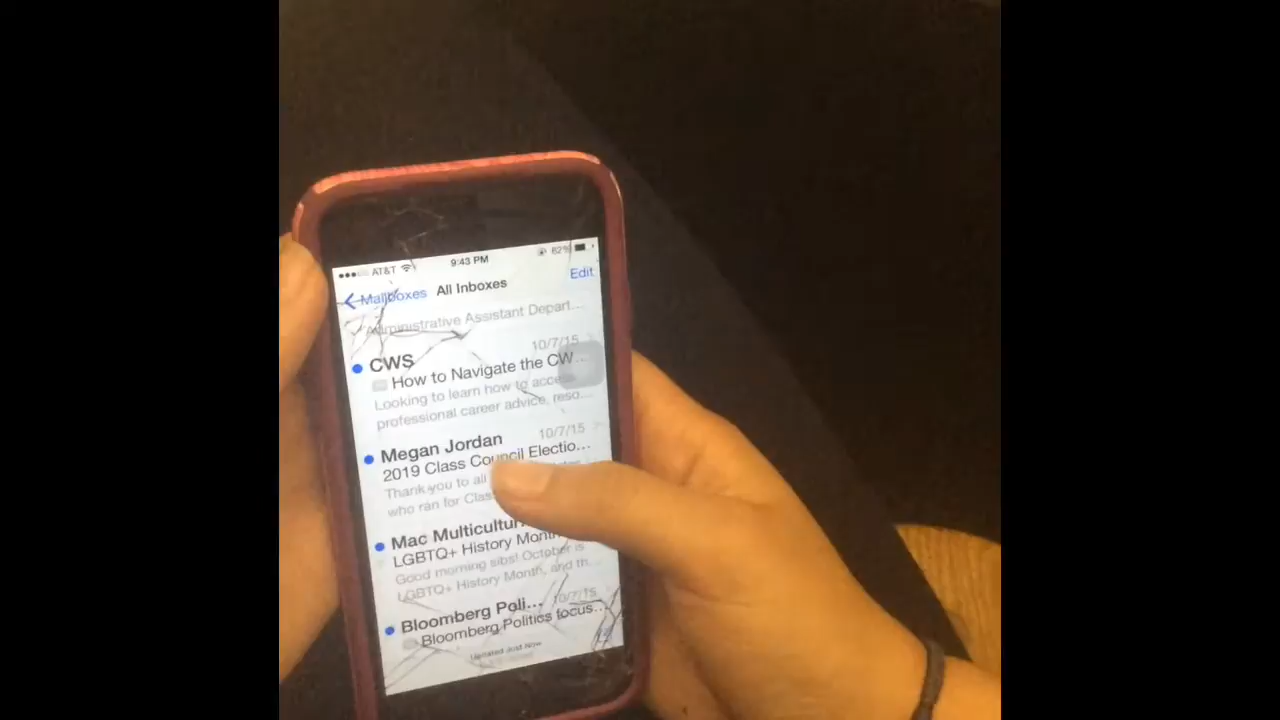 AT&T 9:43 PM 62%
Mailboxes All Inboxes Edit
Administrative Assistant Depart...
CWS 10/7/15
How to Navigate the CW...
Looking to learn how to acce
professional career advice, reso...
Megan Jordan 10/7/15
2019 Class Council Electio...
Thank you to all
who ran for Clas
Mac Multicultur
LGBTQ+ History Month
Good morning sibs! October is
LGBTQ+ History Month, and th...
Bloomberg Poli... 10/7/15
Bloomberg Politics focus...
Updated Just Now